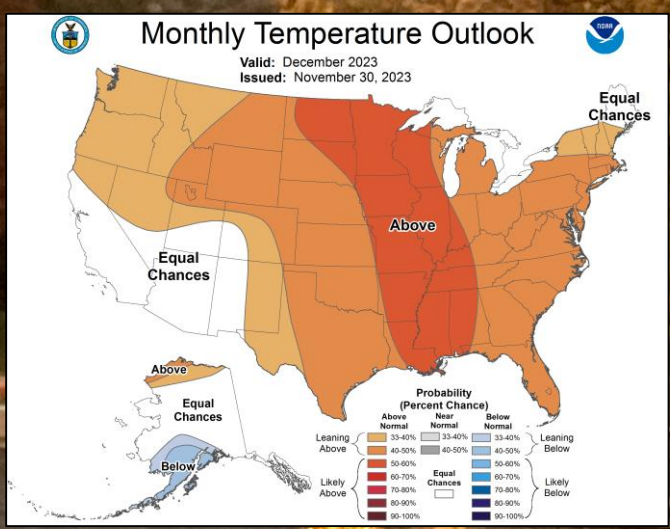 Monthly Temperature Outlook
Valid: December 2023
Issued: November 30, 2023
NOAA
Equal
Chances
Above
Equal
Chances
Above
Equal
Chances
Below
Probability
(Percent Chance)
Above
Normal
Near
Normal
Below
Normal
Leaning
Above
33-40%
40-50%
33-40%
40-50%
33-40%
40-50%
Leaning
Below
Likely
Above
50-60%
60-70%
70-80%
80-90%
90-100%
Equal
Chances
50-60%
60-70%
70-80%
80-90%
90-100%
Likely
Below